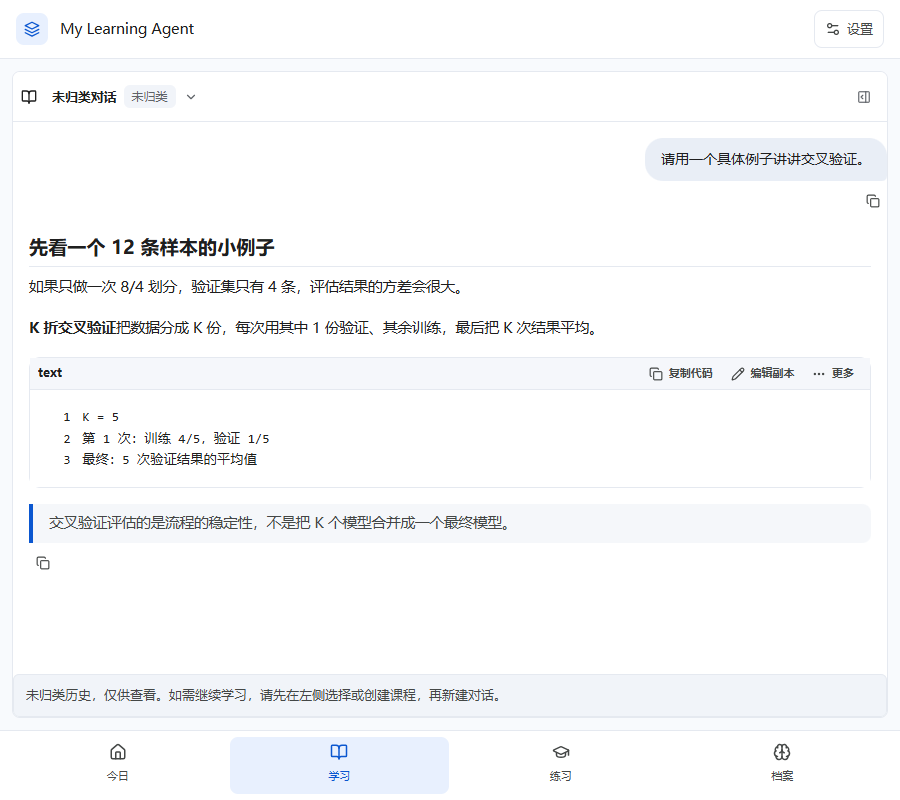 My Learning Agent
设置
未归类对话 未归类
请用一个具体例子讲讲交叉验证。
先看一个 12 条样本的小例子
如果只做一次 8/4 划分，验证集只有 4 条，评估结果的方差会很大。
K 折交叉验证把数据分成 K 份，每次用其中 1 份验证、其余训练，最后把 K 次结果平均。
text 复制代码 编辑副本 ··· 更多
1 K = 5
2 第 1 次：训练 4/5，验证 1/5
3 最终：5 次验证结果的平均值
交叉验证评估的是流程的稳定性，不是把 K 个模型合并成一个最终模型。
未归类历史，仅供查看。如需继续学习，请先在左侧选择或创建课程，再新建对话。
今日 学习 练习 档案